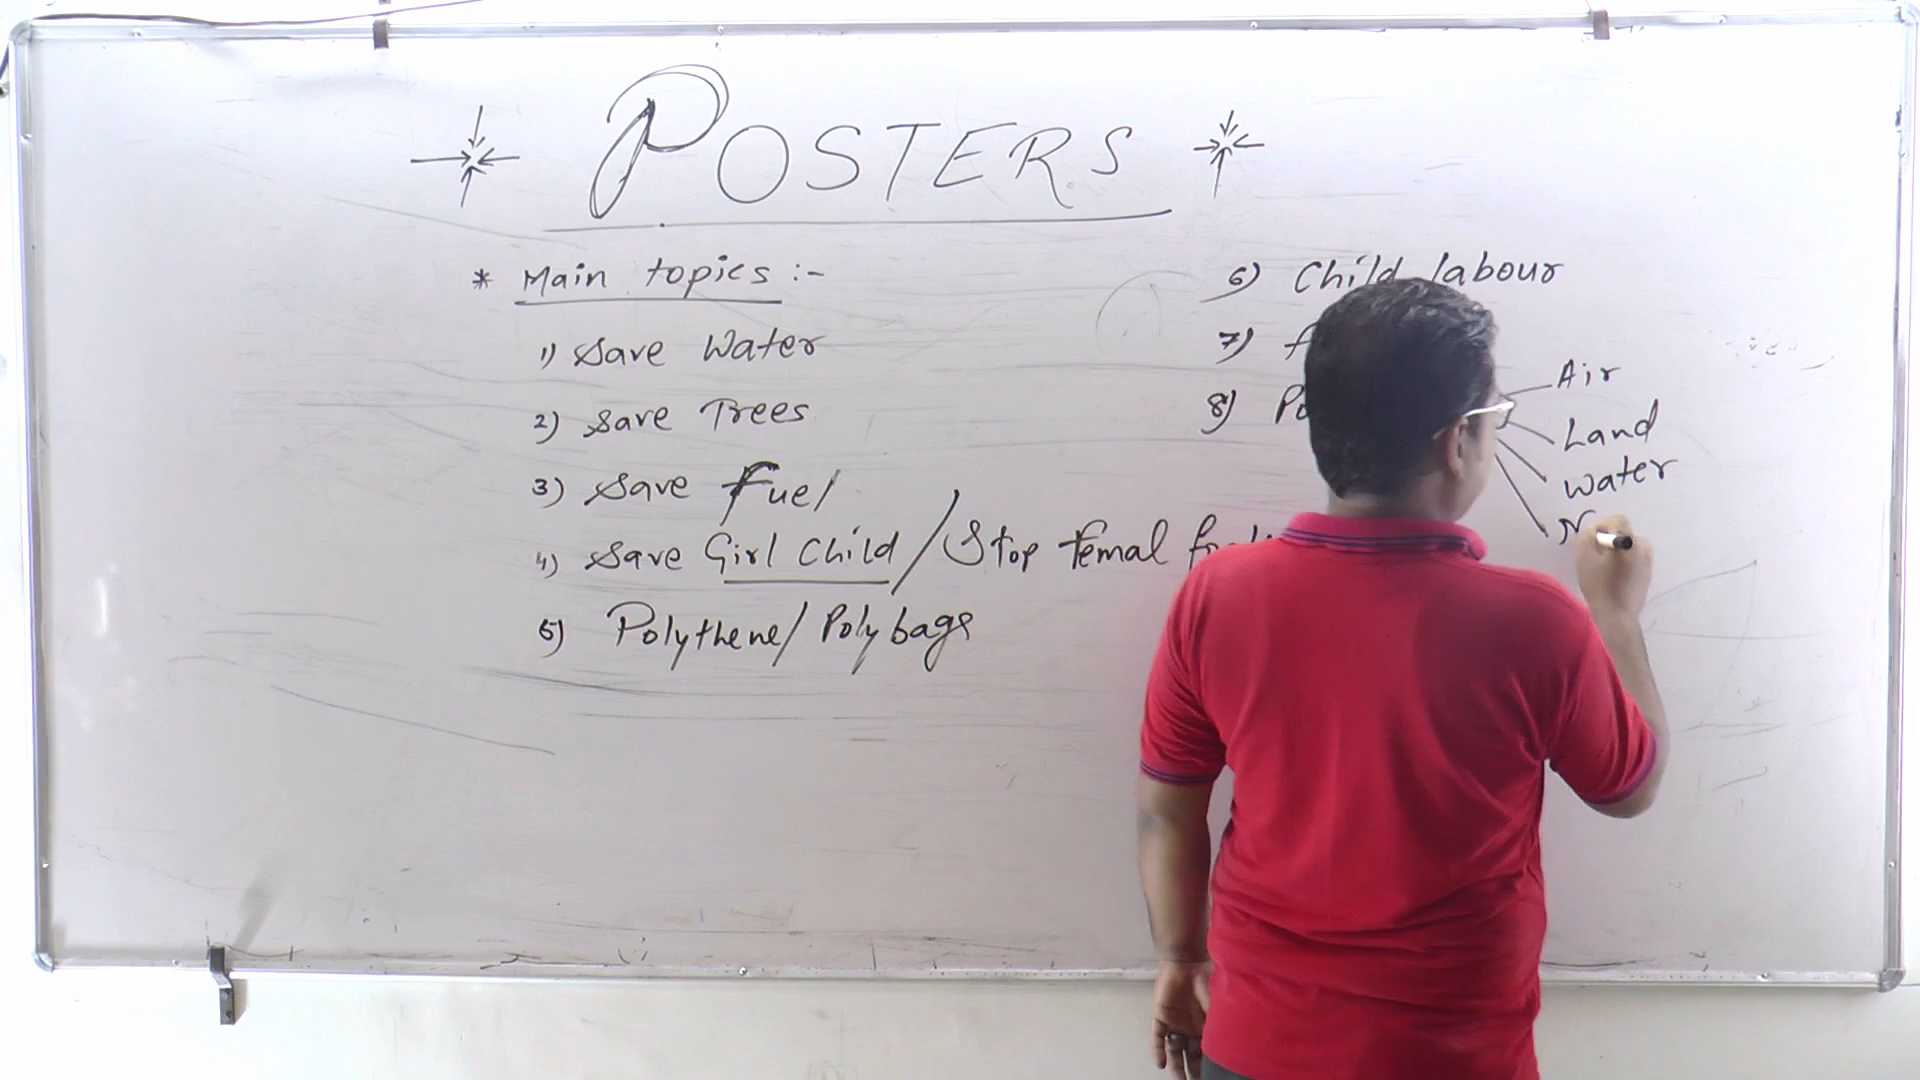 POSTERS
* Main topics :-
1) Save Water
2) Save Trees
3) Save Fuel
4) Save Girl Child / Stop femal
5) Polythene / Polybags
6) Child labour
7)
8)
Air
Land
Water